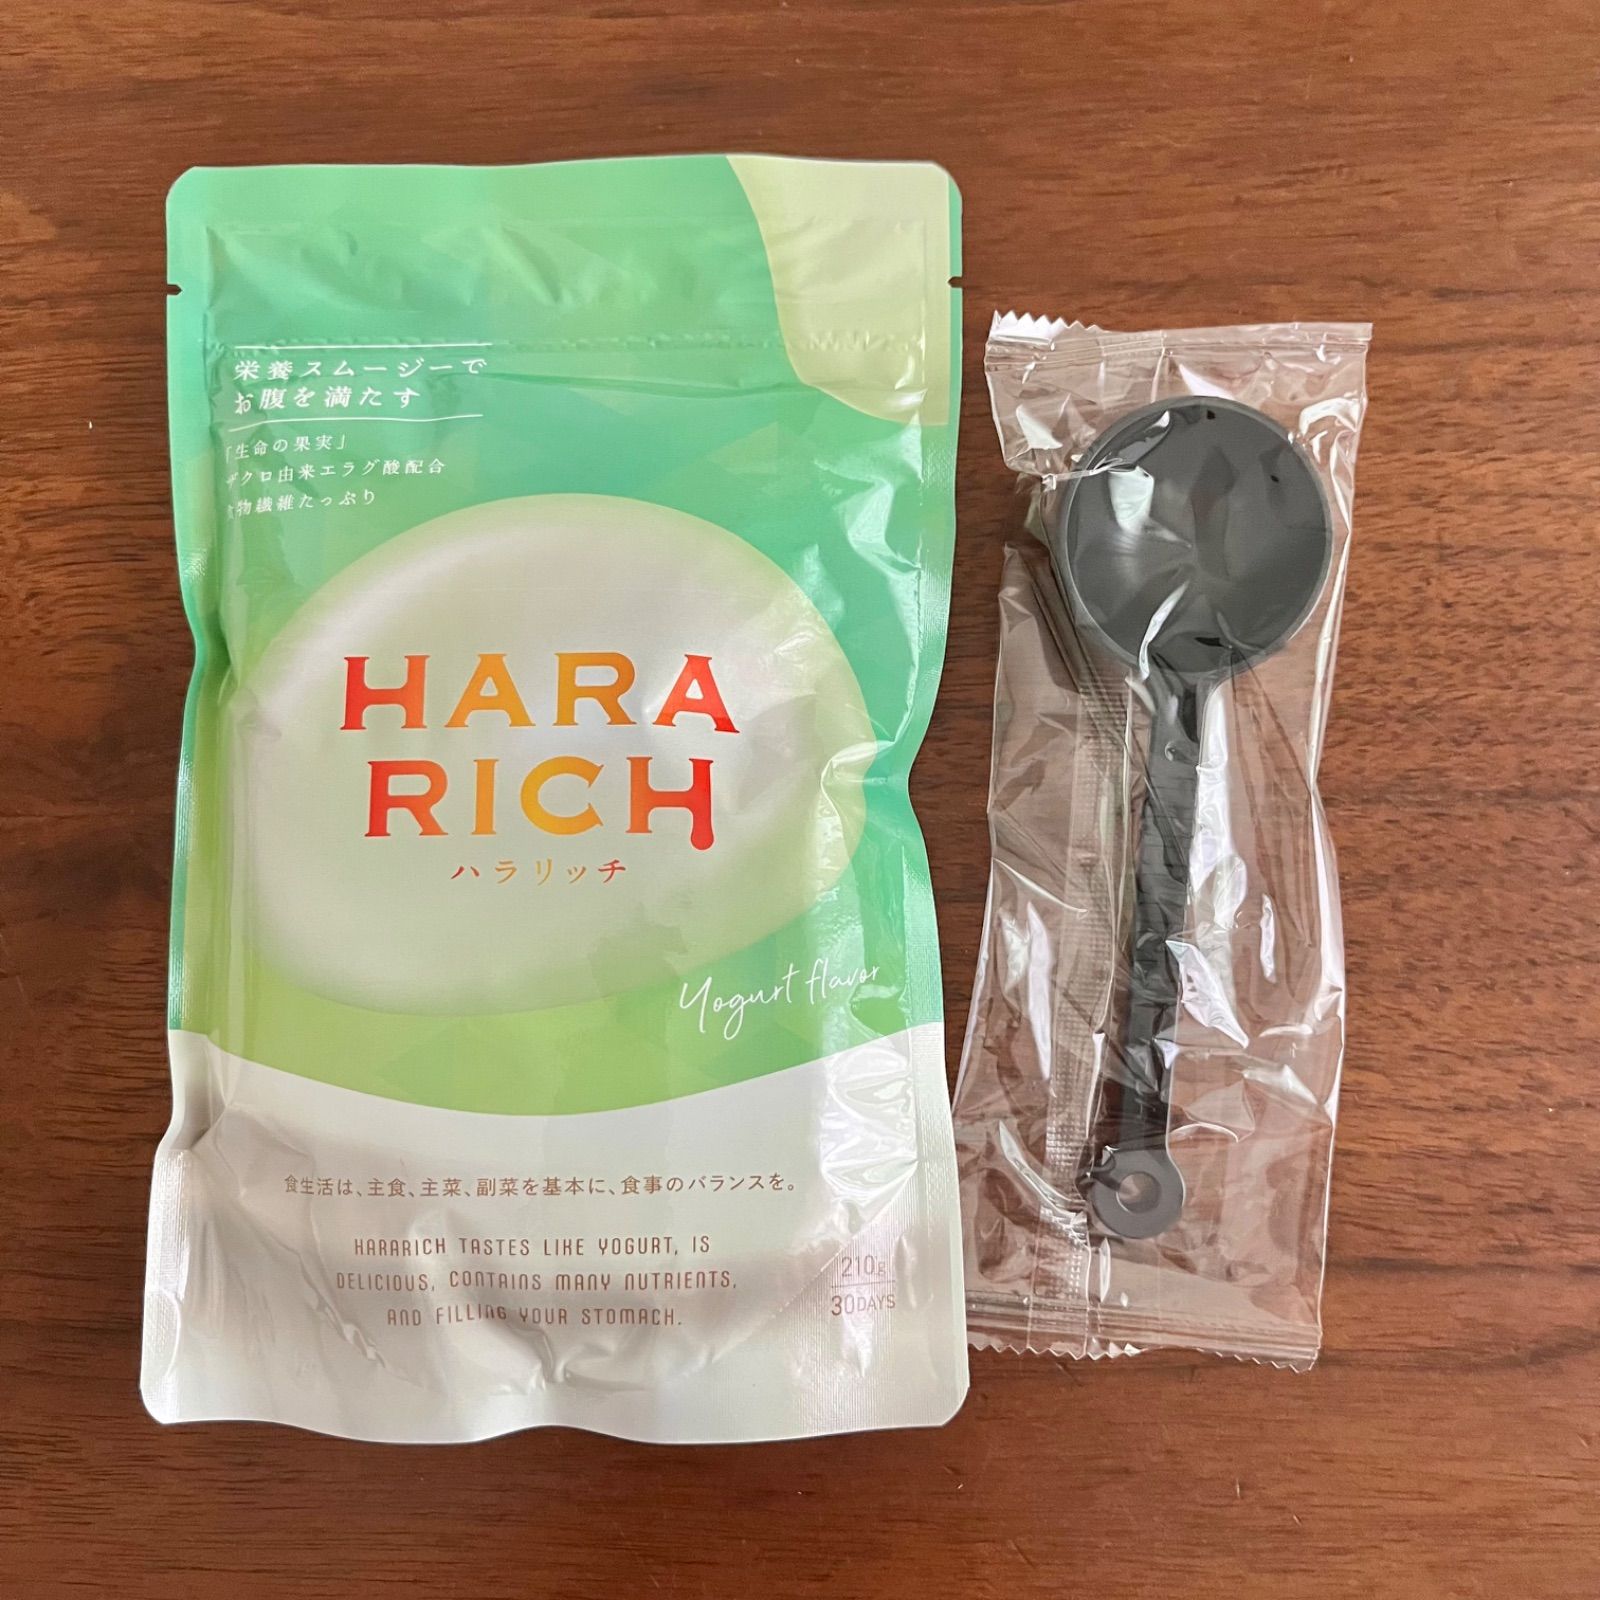 栄養スムージーで
お腹を満たす
「生命の果実」
ザクロ由来エラグ酸配合
食物繊維たっぷり
HARA
RICH
ハラリッチ
Yogurt flavor
食生活は、主食、主菜、副菜を基本に、食事のバランスを。
HARARICH TASTES LIKE YOGURT, IS
DELICIOUS, CONTAINS MANY NUTRIENTS,
AND FILLING YOUR STOMACH.
210g
30DAYS